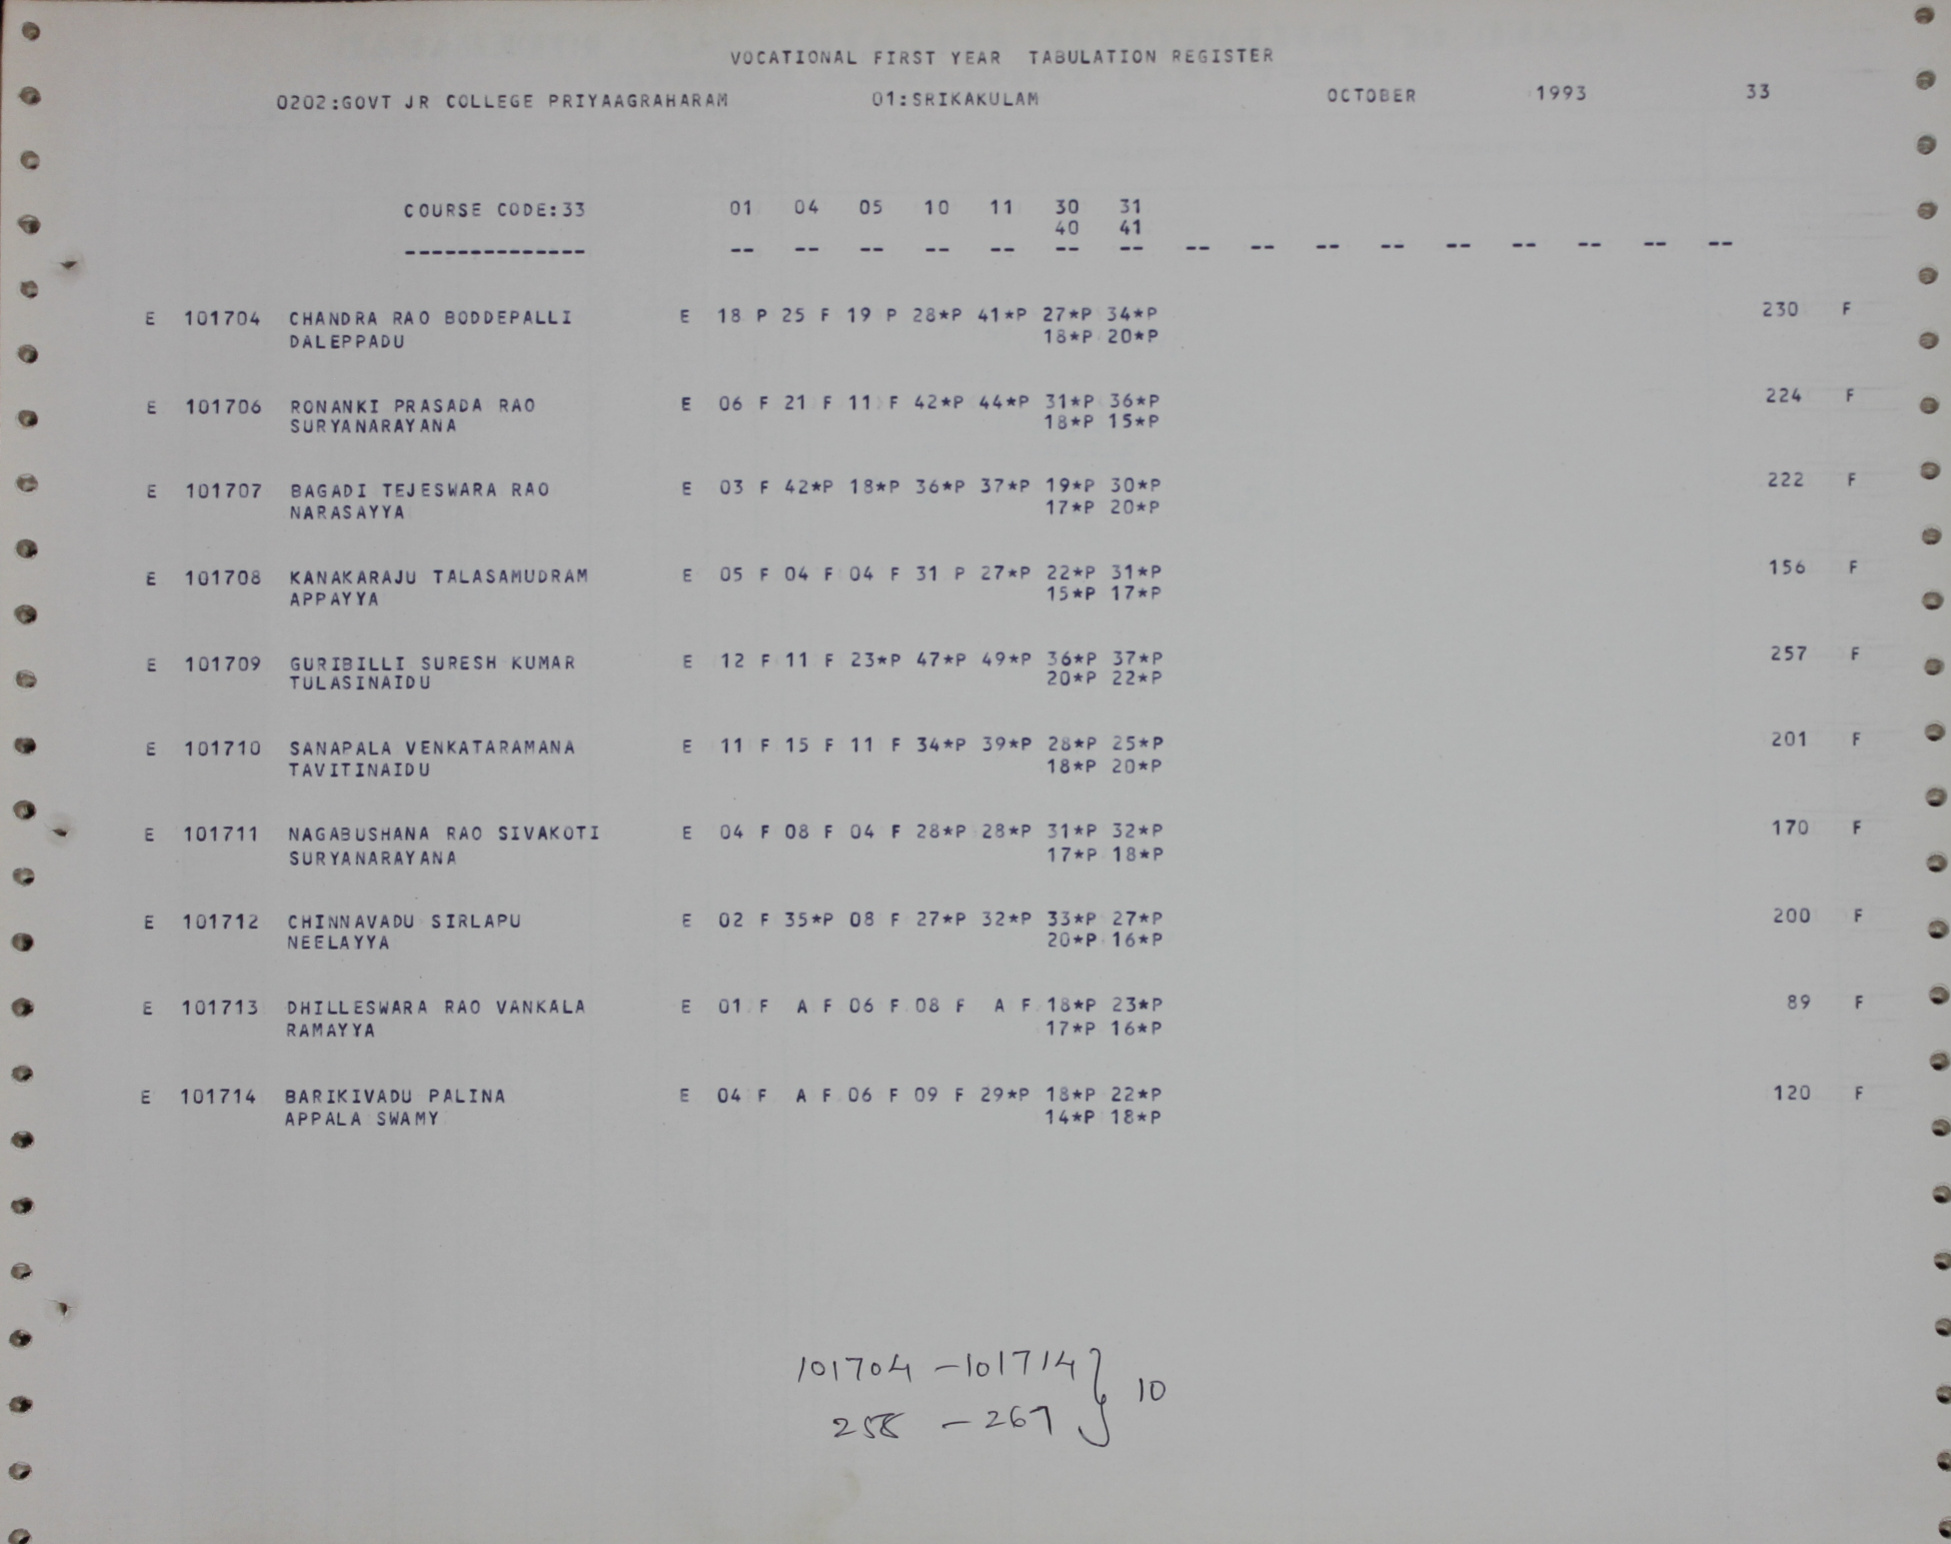 VOCATIONAL FIRST YEAR TABULATION REGISTER
0202:GOVT JR COLLEGE PRIYAAGRAHARAM 01:SRIKAKULAM OCTOBER 1993 33
COURSE CODE:33 01 04 05 10 11 30 31
40 41
-------------- -- -- -- -- -- -- -- -- -- -- -- -- -- -- -- --
E 101704 CHANDRA RAO BODDEPALLI E 18 P 25 F 19 P 28*P 41*P 27*P 34*P 230 F
DALEPPADU 18*P 20*P
E 101706 RONANKI PRASADA RAO E 06 F 21 F 11 F 42*P 44*P 31*P 36*P 224 F
SURYANARAYANA 18*P 15*P
E 101707 BAGADI TEJESWARA RAO E 03 F 42*P 18*P 36*P 37*P 19*P 30*P 222 F
NARASAYYA 17*P 20*P
E 101708 KANAKARAJU TALASAMUDRAM E 05 F 04 F 04 F 31 P 27*P 22*P 31*P 156 F
APPAYYA 15*P 17*P
E 101709 GURIBILLI SURESH KUMAR E 12 F 11 F 23*P 47*P 49*P 36*P 37*P 257 F
TULASINAIDU 20*P 22*P
E 101710 SANAPALA VENKATARAMANA E 11 F 15 F 11 F 34*P 39*P 28*P 25*P 201 F
TAVITINAIDU 18*P 20*P
E 101711 NAGABUSHANA RAO SIVAKOTI E 04 F 08 F 04 F 28*P 28*P 31*P 32*P 170 F
SURYANARAYANA 17*P 18*P
E 101712 CHINNAVADU SIRLAPU E 02 F 35*P 08 F 27*P 32*P 33*P 27*P 200 F
NEELAYYA 20*P 16*P
E 101713 DHILLESWARA RAO VANKALA E 01 F A F 06 F 08 F A F 18*P 23*P 89 F
RAMAYYA 17*P 16*P
E 101714 BARIKIVADU PALINA E 04 F A F 06 F 09 F 29*P 18*P 22*P 120 F
APPALA SWAMY 14*P 18*P
101704 - 101714 } 10
258 - 267